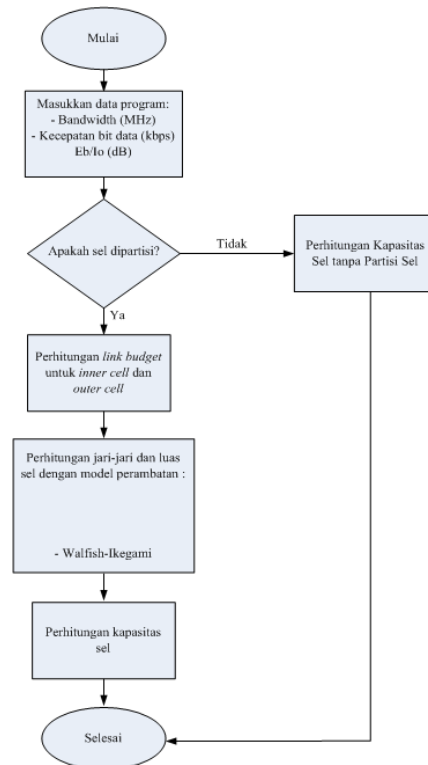 Mulai
Masukkan data program:
- Bandwidth (MHz)
- Kecepatan bit data (kbps)
Eb/Io (dB)
Apakah sel dipartisi?
Tidak
Perhitungan Kapasitas
Sel tanpa Partisi Sel
Ya
Perhitungan link budget
untuk inner cell dan
outer cell
Perhitungan jari-jari dan luas
sel dengan model perambatan :
- Walfish-Ikegami
Perhitungan kapasitas
sel
Selesai